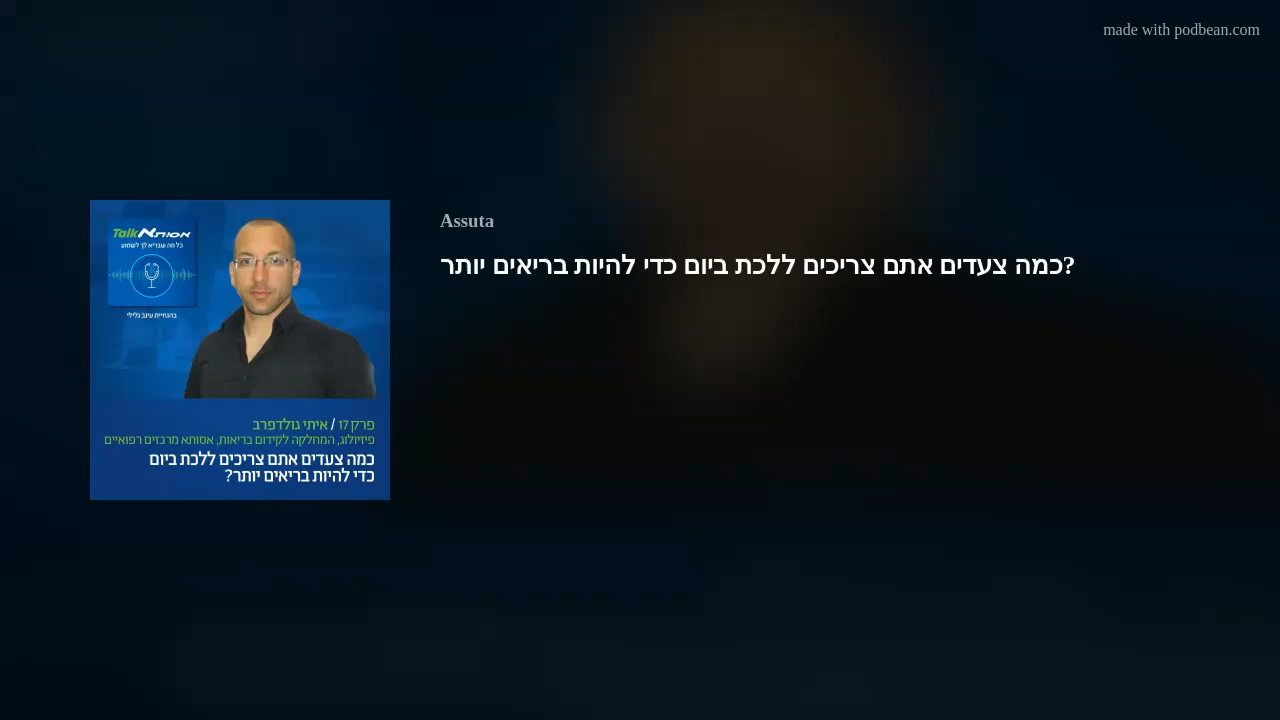 made with podbean.com
Assuta
כמה צעדים אתם צריכים ללכת ביום כדי להיות בריאים יותר?
Talk אסותא
כל מה שבריא לך לשמוע
בהנחיית עינב גלילי
פרק 17 / איתי גולדפרב
פיזיולוג, המחלקה לקידום בריאות, אסותא מרכזים רפואיים
כמה צעדים אתם צריכים ללכת ביום
כדי להיות בריאים יותר?